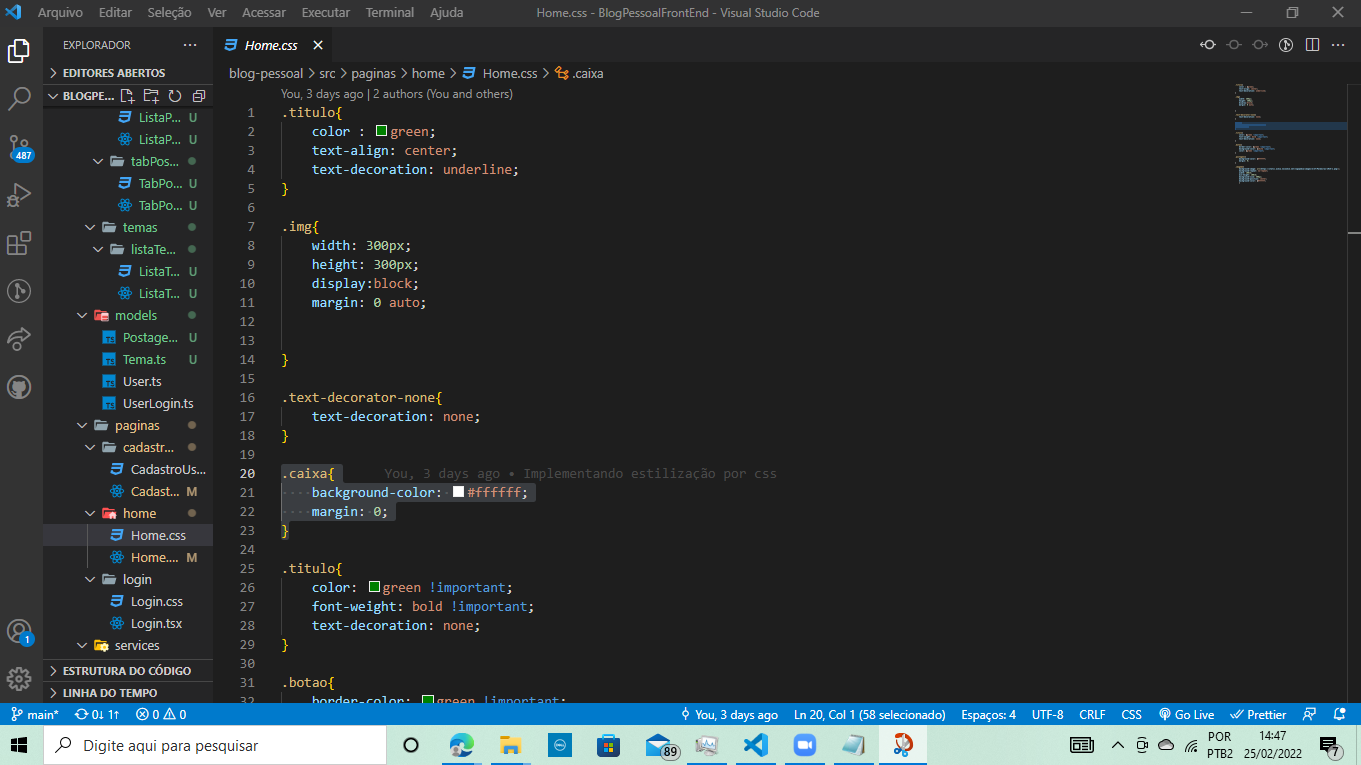 Arquivo Editar Seleção Ver Acessar Executar Terminal Ajuda Home.css - BlogPessoalFrontEnd - Visual Studio Code
EXPLORADOR ··· Home.css
EDITORES ABERTOS
BLOGPE...
blog-pessoal > src > paginas > home > Home.css > .caixa
ListaP... U
ListaP... U
tabPos...
TabPo... U
TabPo... U
temas
listaTe...
ListaT... U
ListaT... U
models
TS Postage... U
TS Tema.ts U
TS User.ts
TS UserLogin.ts
paginas
cadastr...
CadastroUs...
Cadast... M
home
Home.css
Home.... M
login
Login.css
Login.tsx
services
ESTRUTURA DO CÓDIGO
LINHA DO TEMPO
487
1
You, 3 days ago | 2 authors (You and others)
1 .titulo{
2 color : green;
3 text-align: center;
4 text-decoration: underline;
5 }
6
7 .img{
8 width: 300px;
9 height: 300px;
10 display:block;
11 margin: 0 auto;
12
13
14 }
15
16 .text-decorator-none{
17 text-decoration: none;
18 }
19
20 .caixa{ You, 3 days ago • Implementando estilização por css
21 ····background-color:·#ffffff;
22 ····margin:·0;
23 }
24
25 .titulo{
26 color: green !important;
27 font-weight: bold !important;
28 text-decoration: none;
29 }
30
31 .botao{
32 border-color: green !important;
main* 0↓ 1↑ 0 0 You, 3 days ago Ln 20, Col 1 (58 selecionado) Espaços: 4 UTF-8 CRLF CSS Go Live Prettier
Digite aqui para pesquisar
DELL
89
POR
PTB2
14:47
25/02/2022
7